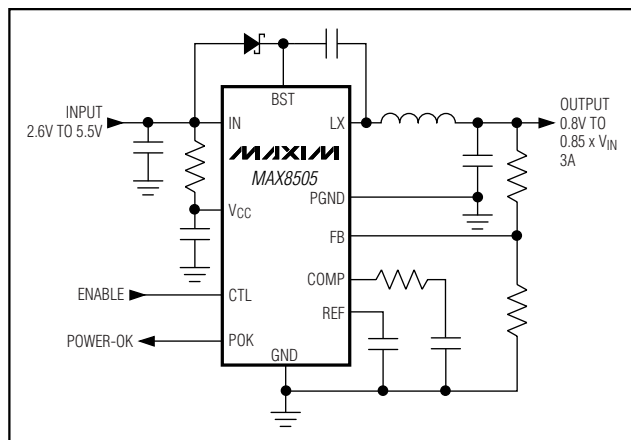 BST
INPUT
2.6V TO 5.5V
IN
LX
OUTPUT
0.8V TO
0.85 x VIN
3A
MAXIM
MAX8505
PGND
VCC
FB
COMP
ENABLE
CTL
REF
POWER-OK
POK
GND